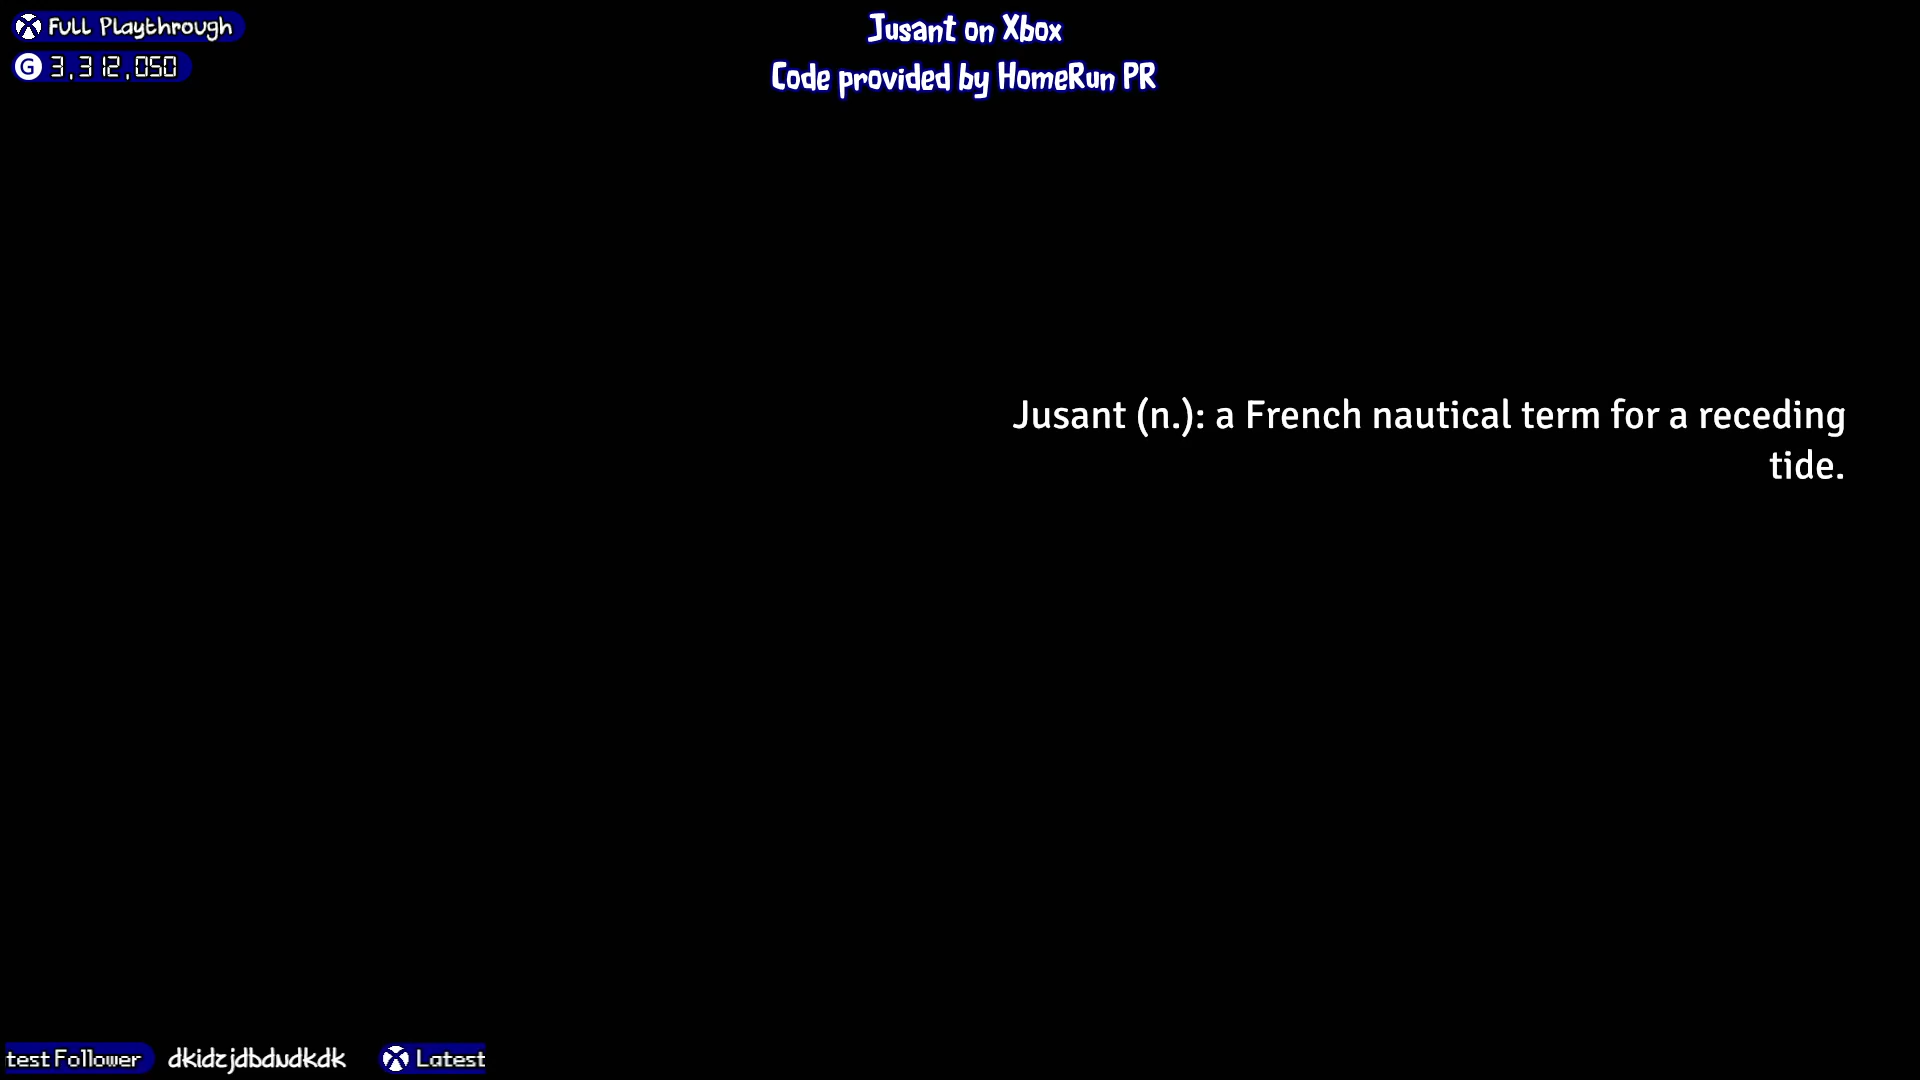 Full Playthrough
G 3,312,050
Jusant on Xbox
Code provided by HomeRun PR
Jusant (n.): a French nautical term for a receding
tide.
test Follower dkidzjdbdudkdk Latest